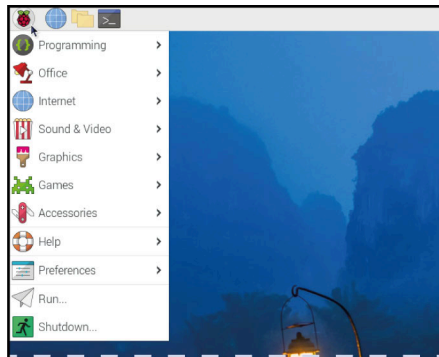 Programming
Office
Internet
Sound & Video
Graphics
Games
Accessories
Help
Preferences
Run...
Shutdown...